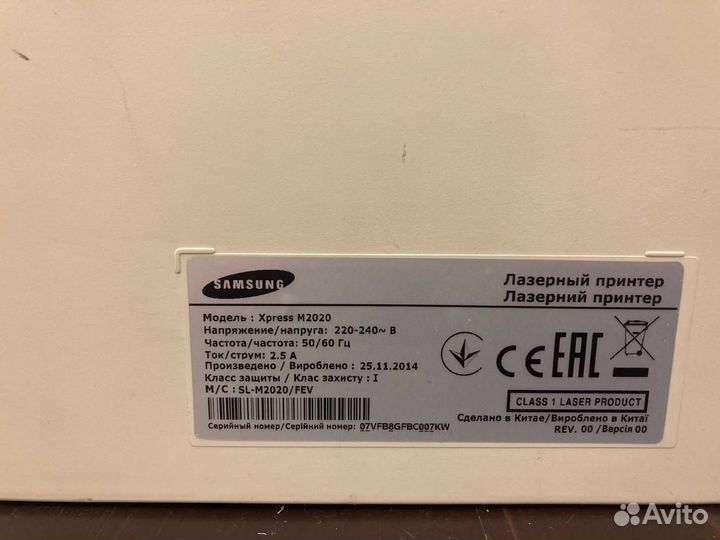 SAMSUNG
Лазерный принтер
Лазерний принтер
Модель : Xpress M2020
Напряжение/напруга: 220-240~ В
Частота/частота: 50/60 Гц
Ток/струм: 2.5 А
Произведено / Вироблено : 25.11.2014
Класс защиты / Клас захисту : I
M/C : SL-M2020/FEV
CE EAC
CLASS 1 LASER PRODUCT
Сделано в Китае/Вироблено в Китаї
REV. 00 /Версія 00
Серийный номер/Серійний номер: 07VFB8GFBC007KW
Avito